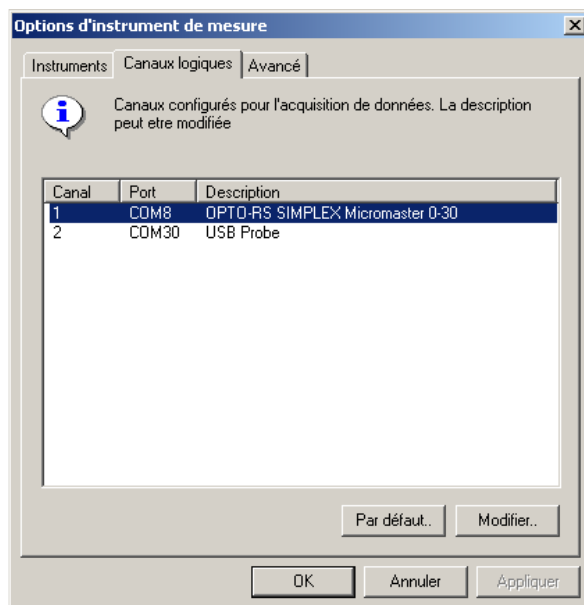 Options d'instrument de mesure
Instruments Canaux logiques Avancé
Canaux configurés pour l'acquisition de données. La description
peut etre modifiée
Canal Port Description
1 COM8 OPTO-RS SIMPLEX Micromaster 0-30
2 COM30 USB Probe
Par défaut.. Modifier..
OK Annuler Appliquer